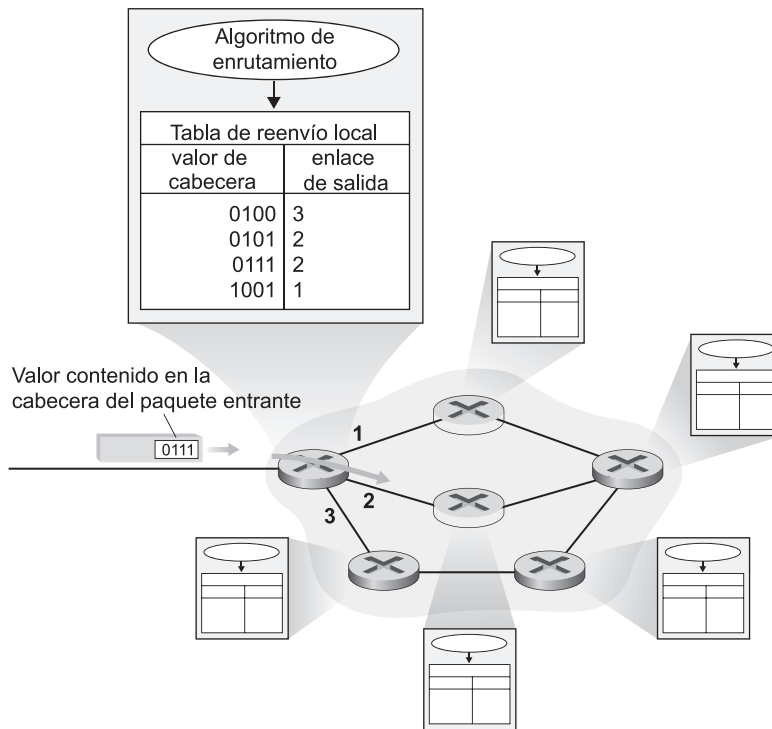 Algoritmo de
enrutamiento
Tabla de reenvío local
valor de
cabecera
enlace
de salida
0100 3
0101 2
0111 2
1001 1
Valor contenido en la
cabecera del paquete entrante
0111
1
2
3